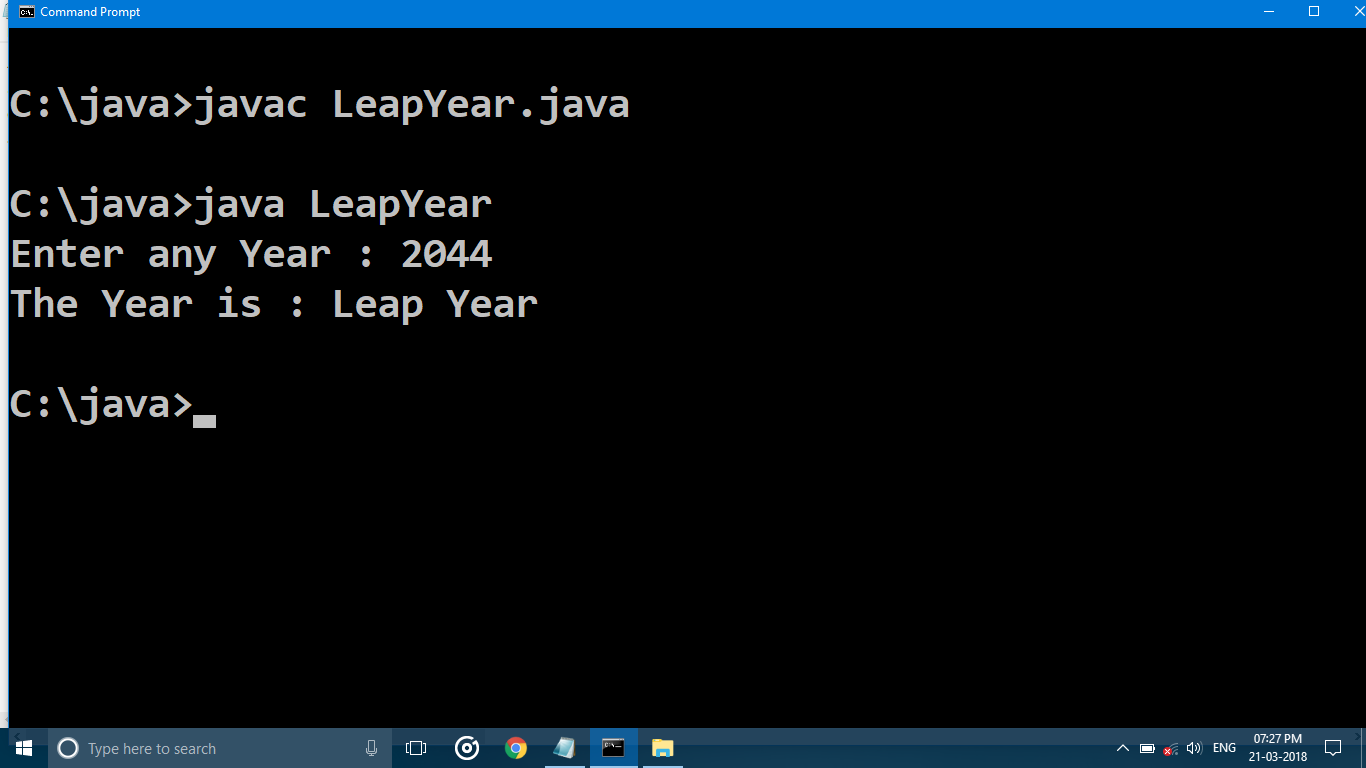 Command Prompt
C:\java>javac LeapYear.java
C:\java>java LeapYear
Enter any Year : 2044
The Year is : Leap Year
C:\java>
Type here to search
ENG
07:27 PM
21-03-2018